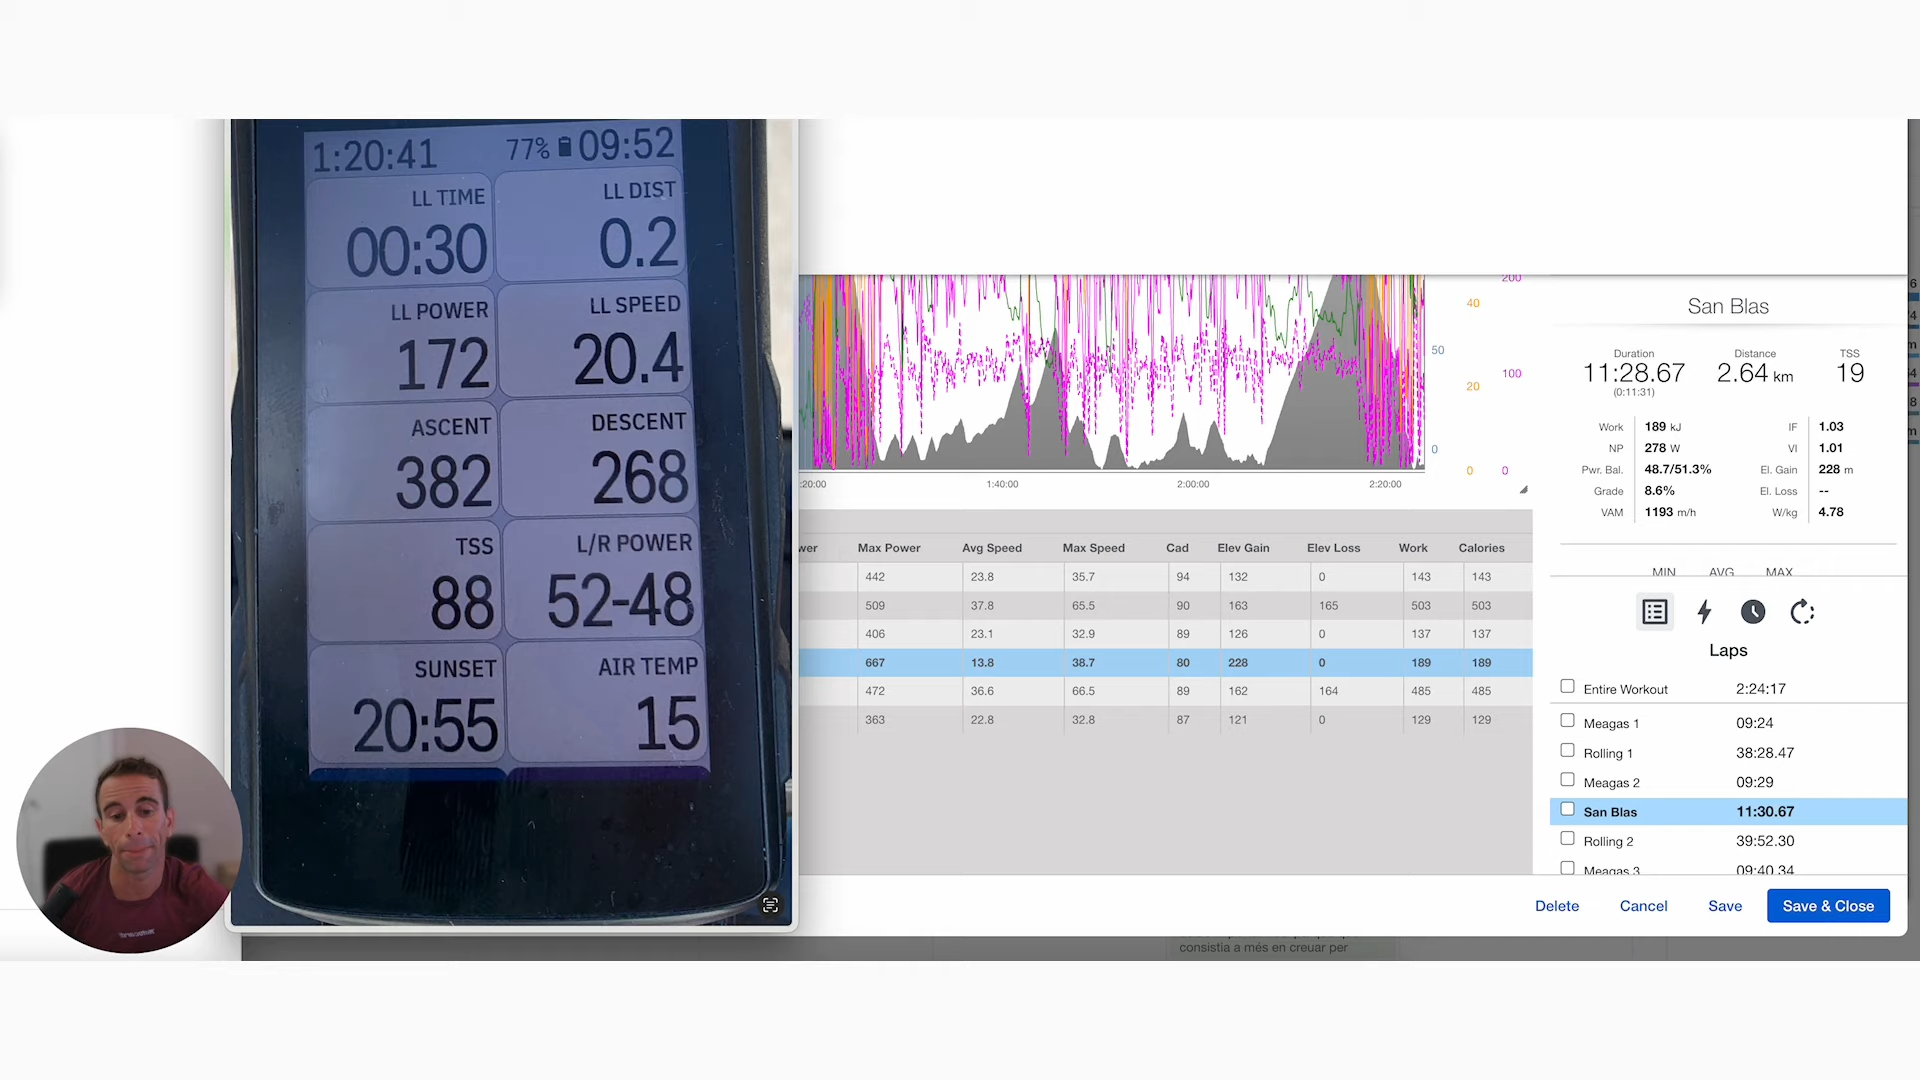 1:20:41 77% 09:52
LL TIME LL DIST
00:30 0.2
LL POWER LL SPEED
172 20.4
ASCENT DESCENT
382 268
TSS L/R POWER
88 52-48
SUNSET AIR TEMP
20:55 15
200
40
50
100
20
0
0 0
:20:00 1:40:00 2:00:00 2:20:00
wer Max Power Avg Speed Max Speed Cad Elev Gain Elev Loss Work Calories
442 23.8 35.7 94 132 0 143 143
509 37.8 65.5 90 163 165 503 503
406 23.1 32.9 89 126 0 137 137
667 13.8 38.7 80 228 0 189 189
472 36.6 66.5 89 162 164 485 485
363 22.8 32.8 87 121 0 129 129
San Blas
Duration Distance TSS
11:28.67 2.64 km 19
(0:11:31)
Work 189 kJ IF 1.03
NP 278 W VI 1.01
Pwr. Bal. 48.7/51.3% El. Gain 228 m
Grade 8.6% El. Loss --
VAM 1193 m/h W/kg 4.78
MIN AVG MAX
Laps
Entire Workout 2:24:17
Meagas 1 09:24
Rolling 1 38:28.47
Meagas 2 09:29
San Blas 11:30.67
Rolling 2 39:52.30
Meagas 3 09:40.34
Delete Cancel Save Save & Close
consistia a més en creuar per